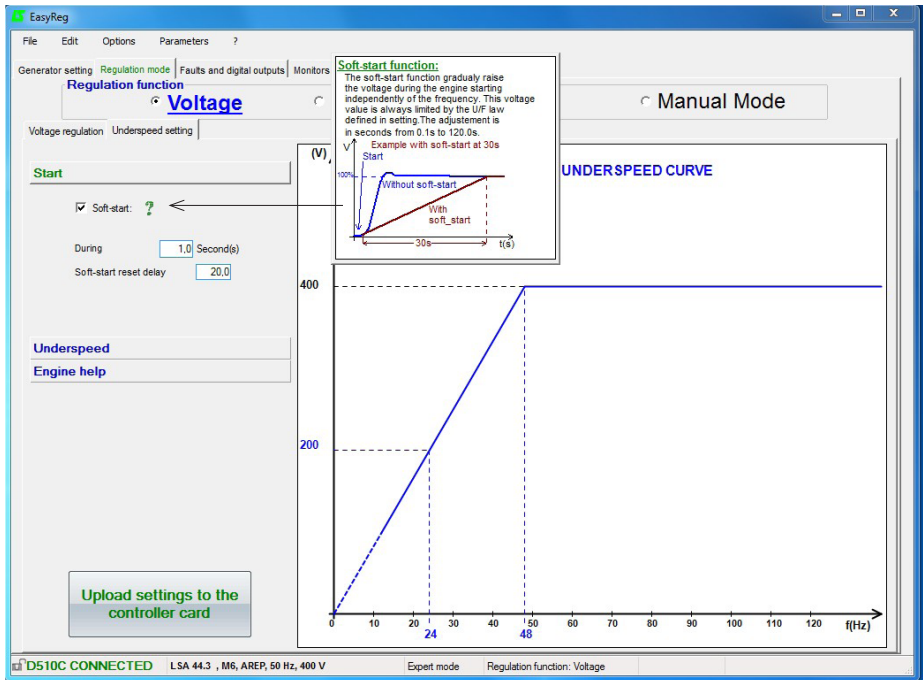 EasyReg
File Edit Options Parameters ?
Generator setting Regulation mode Faults and digital outputs Monitors
Regulation function
Voltage
Manual Mode
Voltage regulation Underspeed setting
Start
Soft-start: ?
During 1,0 Second(s)
Soft-start reset delay 20,0
Underspeed
Engine help
Upload settings to the
controller card
Soft-start function:
The soft-start function gradualy raise
the voltage during the engine starting
independently of the frequency. This voltage
value is always limited by the U/F law
defined in setting.The adjustement is
in seconds from 0.1s to 120.0s.
Example with soft-start at 30s
V
Start
100%
Without soft-start
With
soft_start
30s
t(s)
(V)
UNDERSPEED CURVE
400
200
0 10 20 30 40 50 60 70 80 90 100 110 120 f(Hz)
24 48
D510C CONNECTED LSA 44.3 , M6, AREP, 50 Hz, 400 V Expert mode Regulation function: Voltage